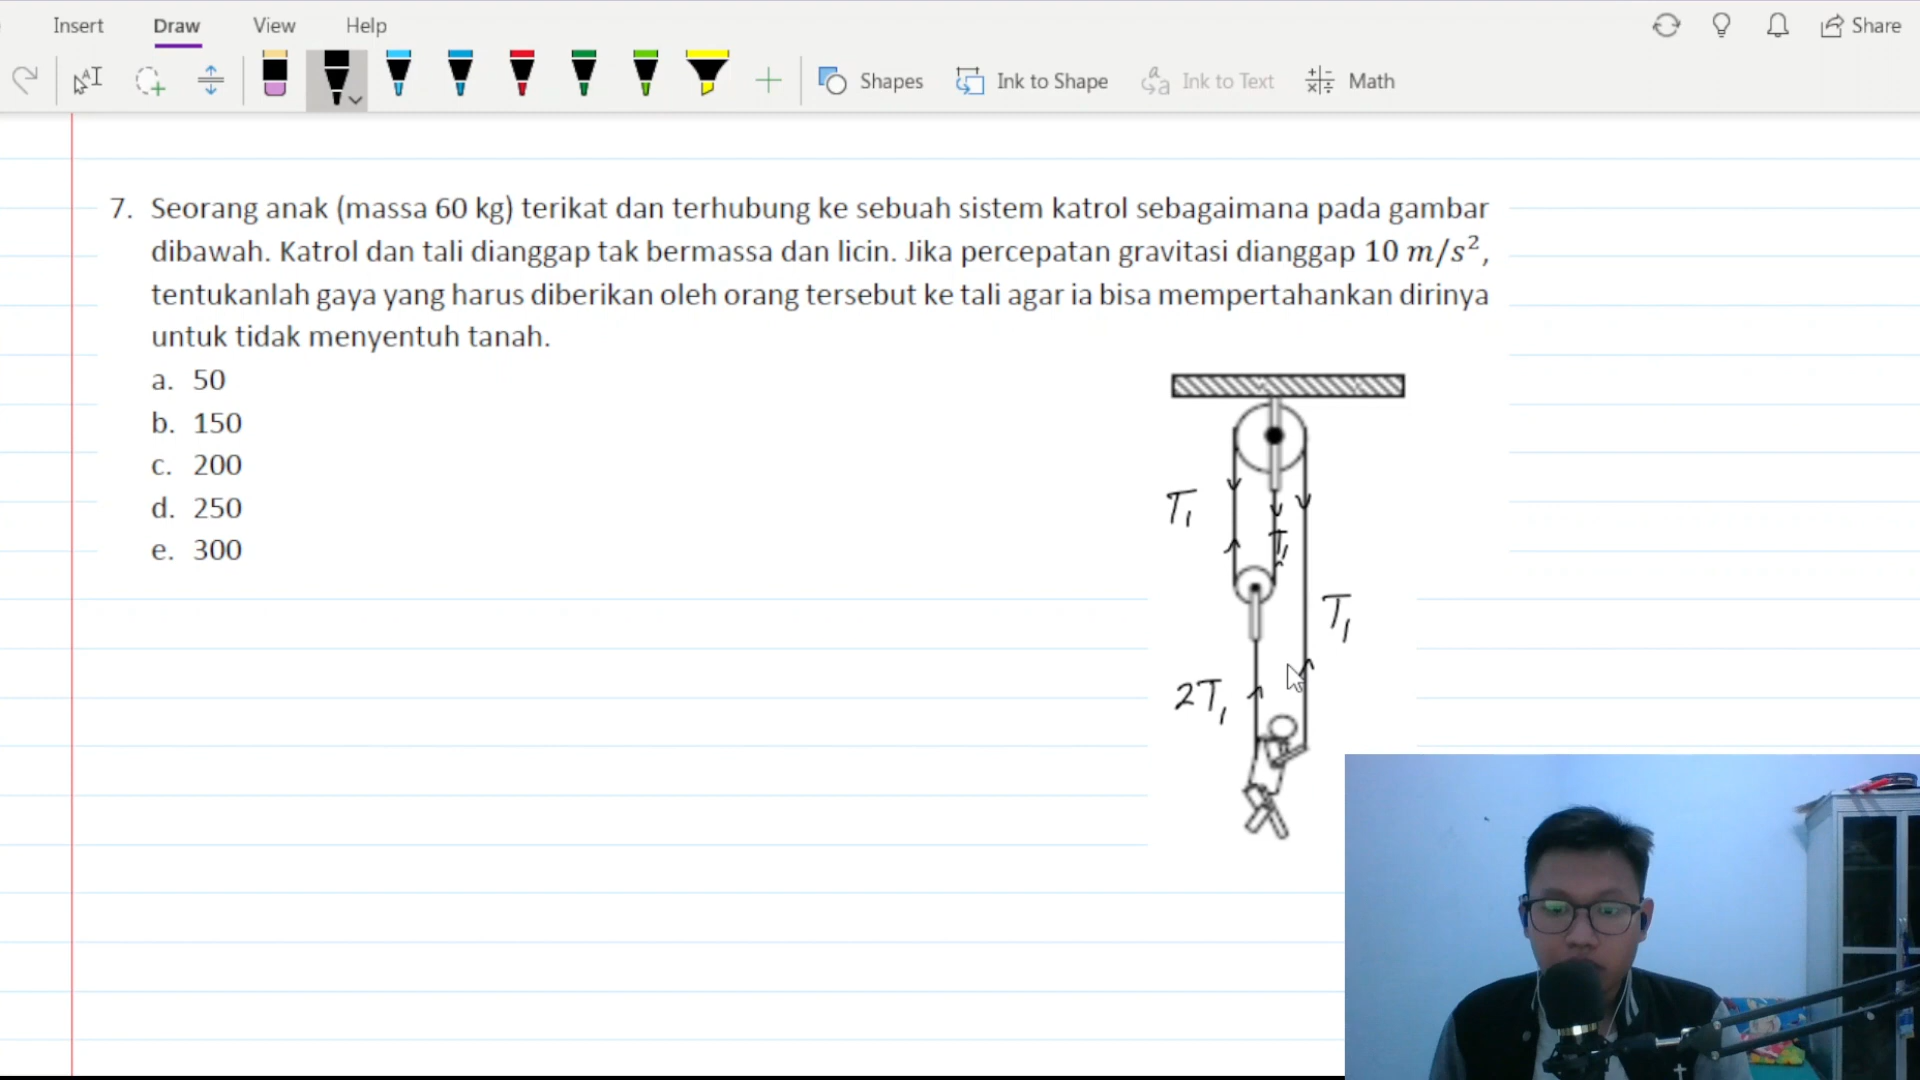 Insert Draw View Help Share
Shapes Ink to Shape Ink to Text Math
7. Seorang anak (massa 60 kg) terikat dan terhubung ke sebuah sistem katrol sebagaimana pada gambar
dibawah. Katrol dan tali dianggap tak bermassa dan licin. Jika percepatan gravitasi dianggap 10 m/s²,
tentukanlah gaya yang harus diberikan oleh orang tersebut ke tali agar ia bisa mempertahankan dirinya
untuk tidak menyentuh tanah.
a. 50
b. 150
c. 200
d. 250
e. 300
T₁
T₁
T₁
2T₁